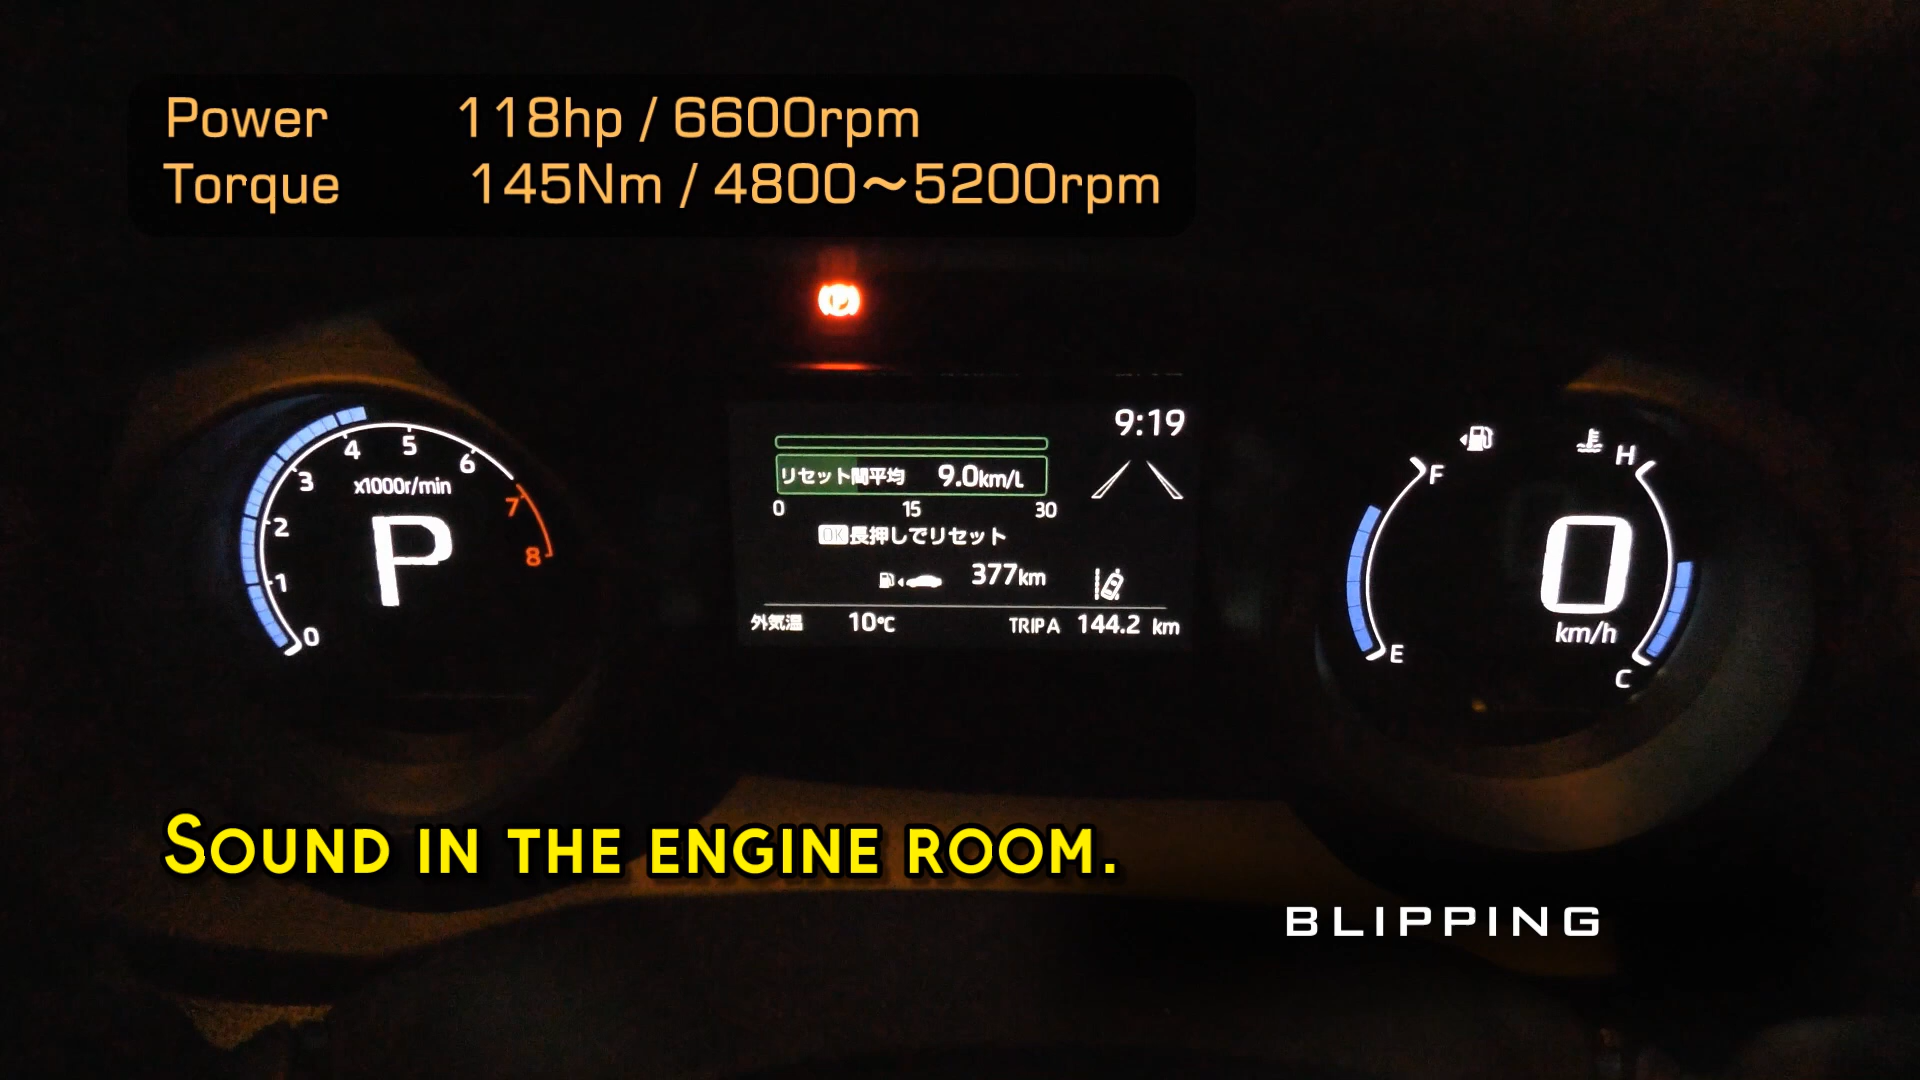 Power 118hp / 6600rpm
Torque 145Nm / 4800～5200rpm
P
9:19
リセット間平均 9.0km/L
0 15 30
OK長押しでリセット
377km
外気温 10℃ TRIP A 144.2 km
0 1 2 3 4 5 6 7 8
x1000r/min
P
F
E
H
C
0
km/h
SOUND IN THE ENGINE ROOM.
BLIPPING